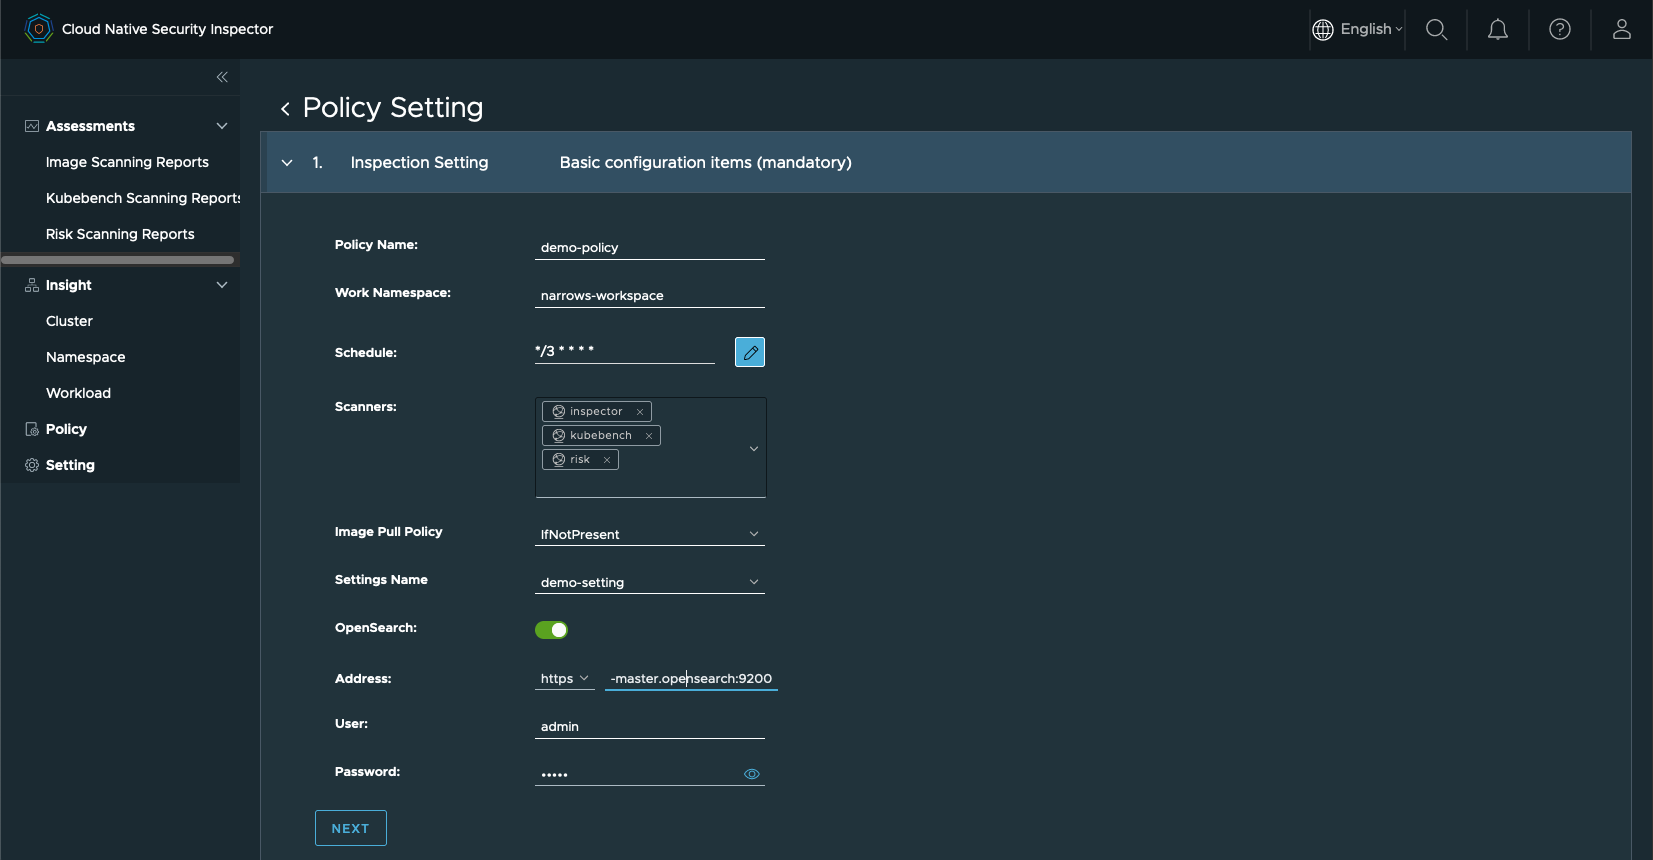 Cloud Native Security Inspector
English
Assessments
Image Scanning Reports
Kubebench Scanning Reports
Risk Scanning Reports
Insight
Cluster
Namespace
Workload
Policy
Setting
Policy Setting
1. Inspection Setting Basic configuration items (mandatory)
Policy Name: demo-policy
Work Namespace: narrows-workspace
Schedule: */3 * * * *
Scanners: inspector
kubebench
risk
Image Pull Policy IfNotPresent
Settings Name demo-setting
OpenSearch:
Address: https -master.opensearch:9200
User: admin
Password: •••••
NEXT